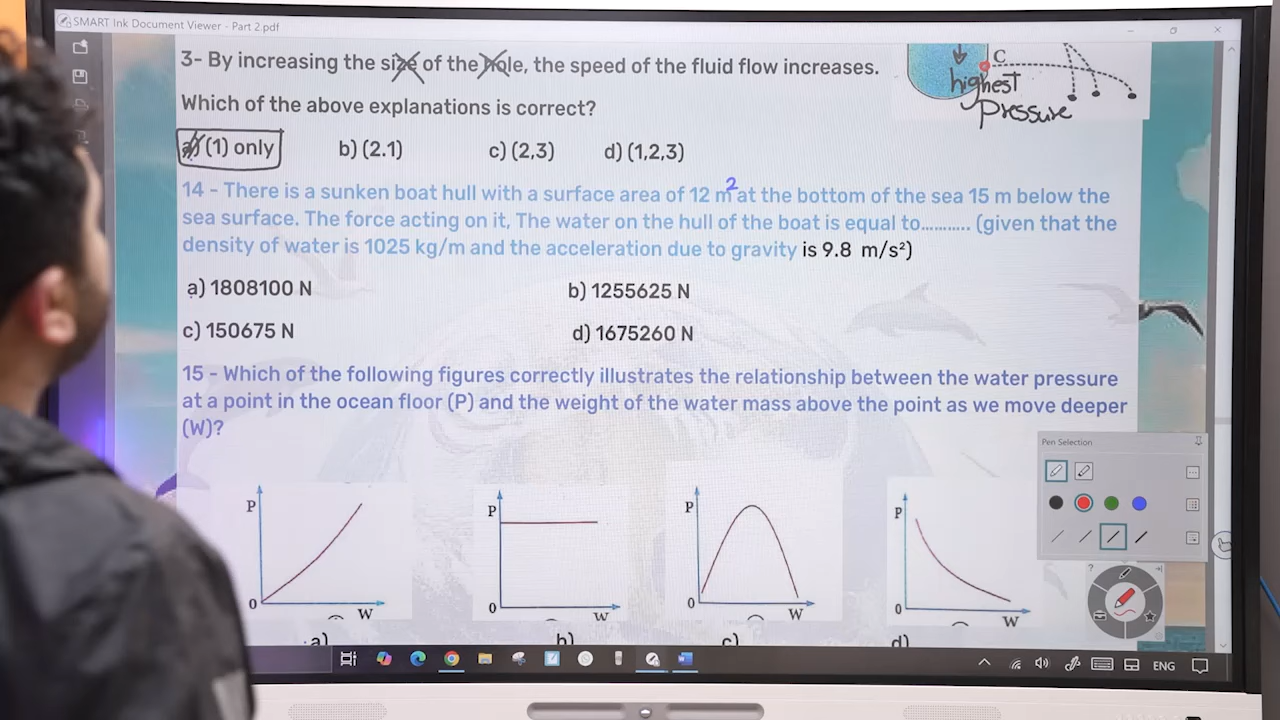 SMART Ink Document Viewer - Part 2.pdf
3- By increasing the size of the hole, the speed of the fluid flow increases.
C
highest
Pressure
Which of the above explanations is correct?
a) (1) only b) (2.1) c) (2,3) d) (1,2,3)
14 - There is a sunken boat hull with a surface area of 12 m2 at the bottom of the sea 15 m below the
sea surface. The force acting on it, The water on the hull of the boat is equal to........... (given that the
density of water is 1025 kg/m and the acceleration due to gravity is 9.8 m/s²)
a) 1808100 N b) 1255625 N
c) 150675 N d) 1675260 N
15 - Which of the following figures correctly illustrates the relationship between the water pressure
at a point in the ocean floor (P) and the weight of the water mass above the point as we move deeper
(W)?
Pen Selection
P P P P
0 W 0 W 0 W 0 W
a) b) c) d)
ENG